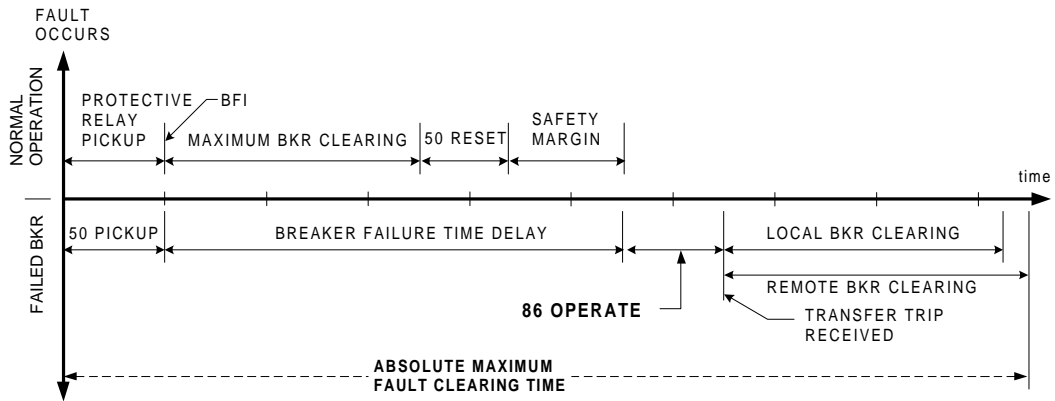 FAULT
OCCURS
NORMAL
OPERATION
PROTECTIVE
RELAY
PICKUP
BFI
MAXIMUM BKR CLEARING
50 RESET
SAFETY
MARGIN
time
FAILED BKR
50 PICKUP
BREAKER FAILURE TIME DELAY
LOCAL BKR CLEARING
REMOTE BKR CLEARING
86 OPERATE
TRANSFER TRIP
RECEIVED
ABSOLUTE MAXIMUM
FAULT CLEARING TIME